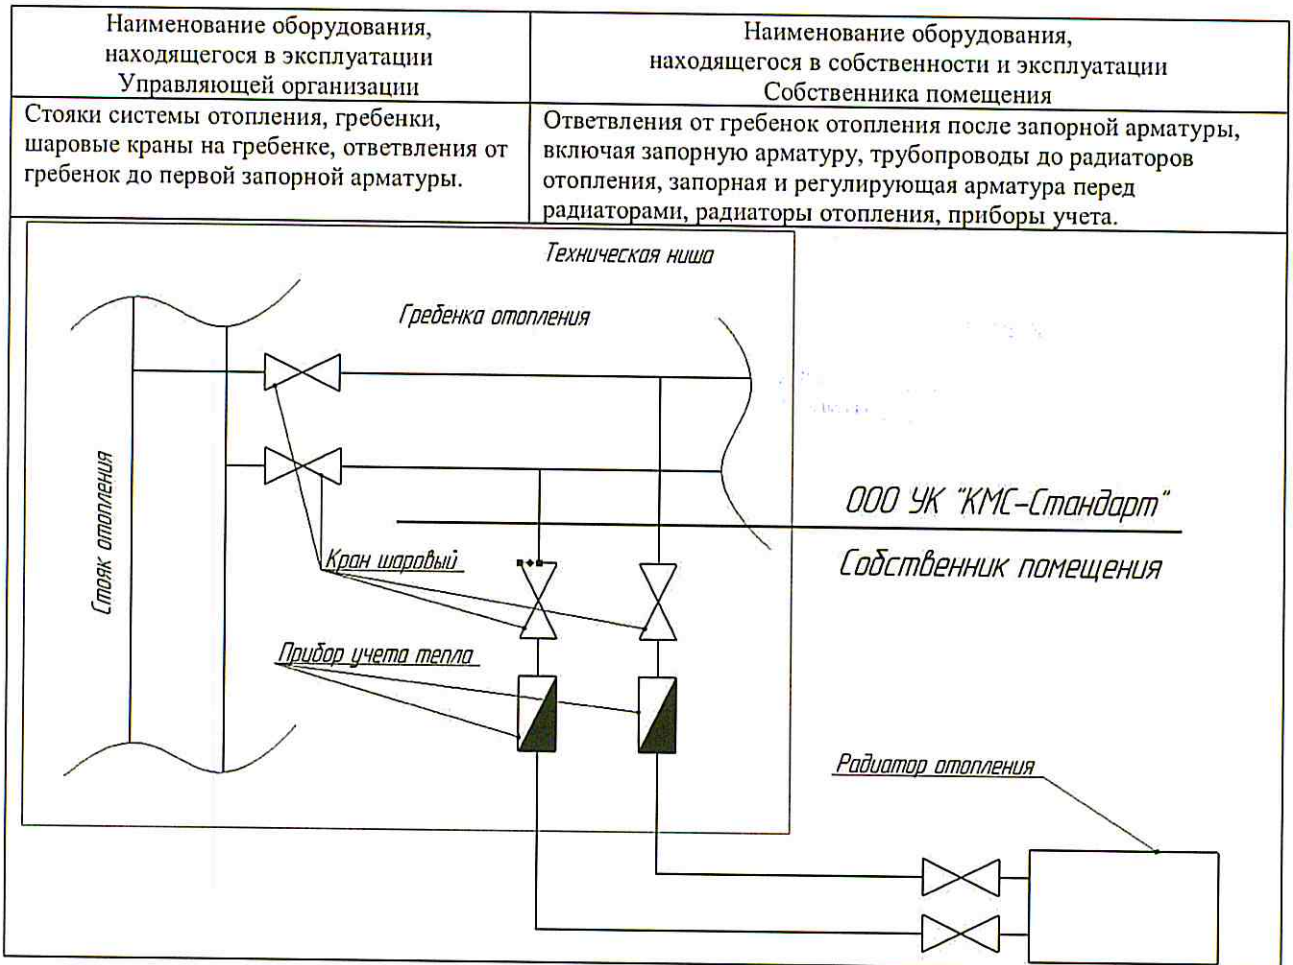 Наименование оборудования,
находящегося в эксплуатации
Управляющей организации
Наименование оборудования,
находящегося в собственности и эксплуатации
Собственника помещения
Стояки системы отопления, гребенки,
шаровые краны на гребенке, ответвления от
гребенок до первой запорной арматуры.
Ответвления от гребенок отопления после запорной арматуры,
включая запорную арматуру, трубопроводы до радиаторов
отопления, запорная и регулирующая арматура перед
радиаторами, радиаторы отопления, приборы учета.
Техническая ниша
Гребенка отопления
Стояк отопления
ООО УК "КМС-Стандарт"
Собственник помещения
Кран шаровый
Прибор учета тепла
Радиатор отопления